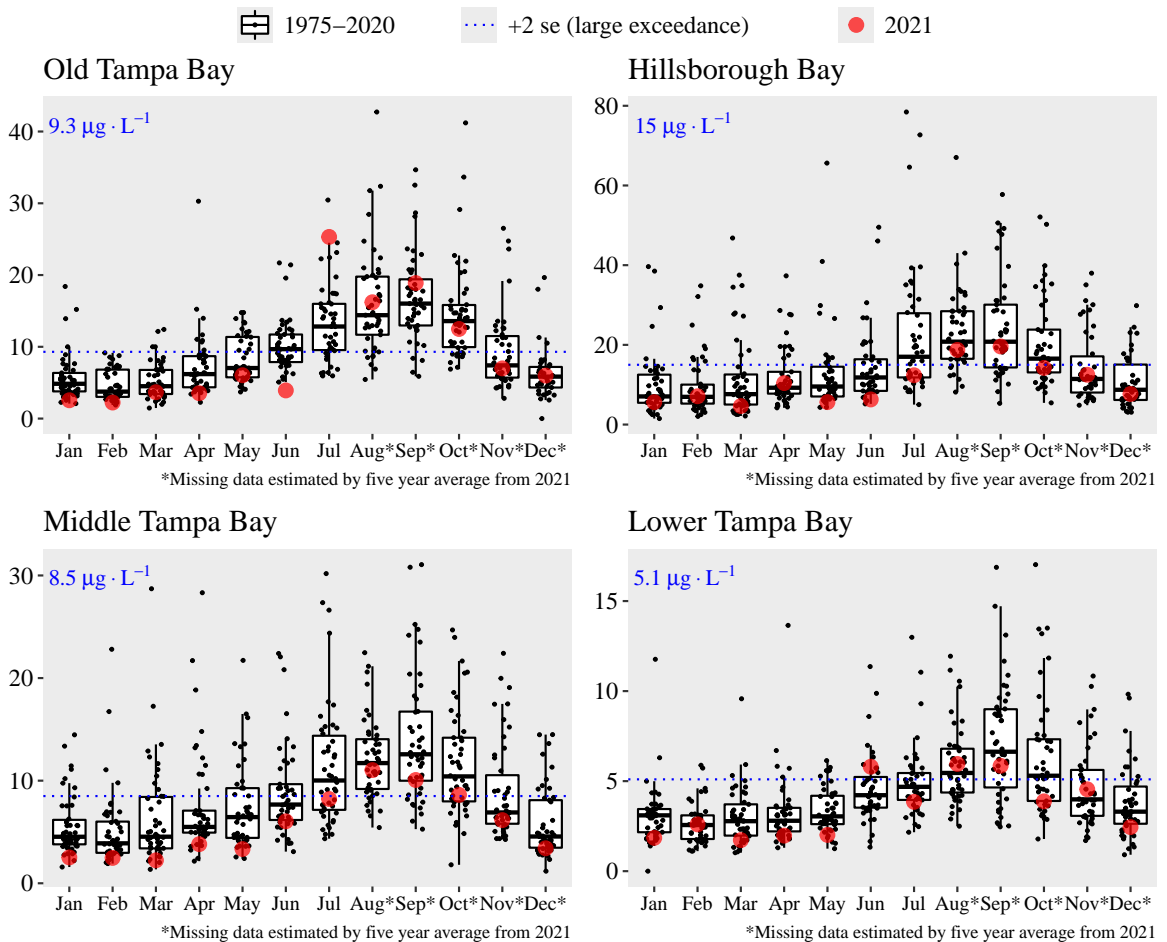 1975−2020 +2 se (large exceedance) 2021
Old Tampa Bay
9.3 μg · L⁻¹
40
30
20
10
0
Jan Feb Mar Apr May Jun Jul Aug* Sep* Oct* Nov* Dec*
*Missing data estimated by five year average from 2021
Hillsborough Bay
15 μg · L⁻¹
80
60
40
20
0
Jan Feb Mar Apr May Jun Jul Aug* Sep* Oct* Nov* Dec*
*Missing data estimated by five year average from 2021
Middle Tampa Bay
8.5 μg · L⁻¹
30
20
10
0
Jan Feb Mar Apr May Jun Jul Aug* Sep* Oct* Nov* Dec*
*Missing data estimated by five year average from 2021
Lower Tampa Bay
5.1 μg · L⁻¹
15
10
5
0
Jan Feb Mar Apr May Jun Jul Aug* Sep* Oct* Nov* Dec*
*Missing data estimated by five year average from 2021